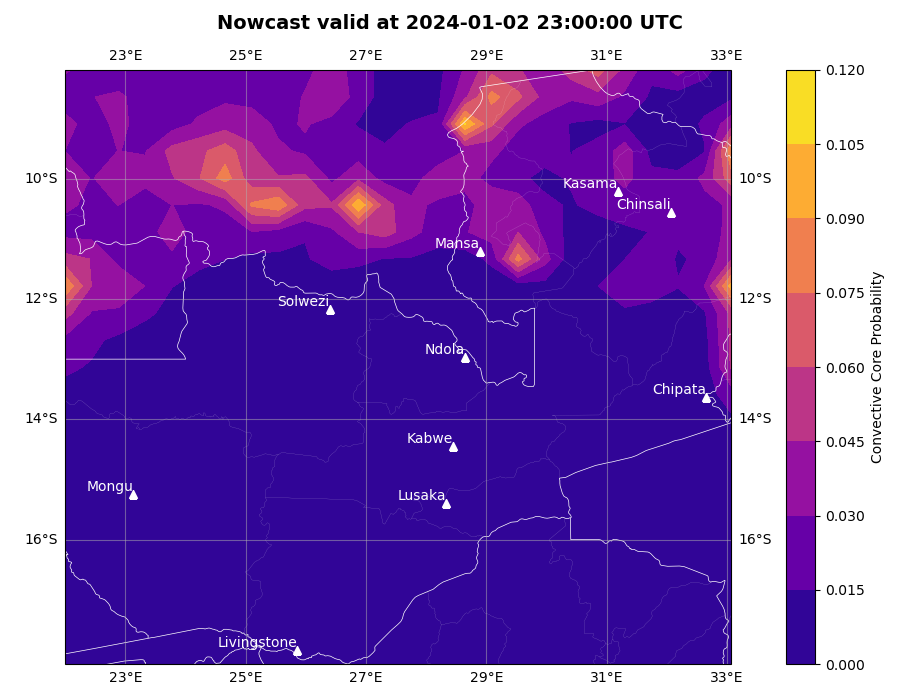 Nowcast valid at 2024-01-02 23:00:00 UTC
23°E 25°E 27°E 29°E 31°E 33°E
0.120
0.105
10°S 10°S
Kasama
Chinsali
0.090
Mansa
0.075
12°S 12°S
Solwezi
0.060
Ndola
Chipata
14°S 14°S
0.045
Kabwe
Mongu
Lusaka
0.030
16°S 16°S
0.015
Livingstone
0.000
23°E 25°E 27°E 29°E 31°E 33°E
Convective Core Probability